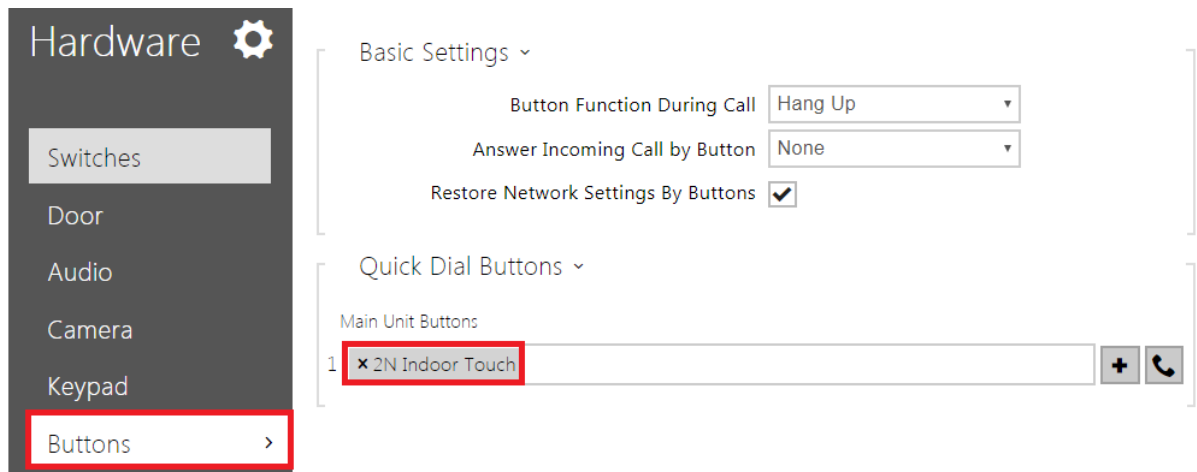 Hardware
Switches
Door
Audio
Camera
Keypad
Buttons
Basic Settings
Button Function During Call Hang Up
Answer Incoming Call by Button None
Restore Network Settings By Buttons
Quick Dial Buttons
Main Unit Buttons
1 × 2N Indoor Touch